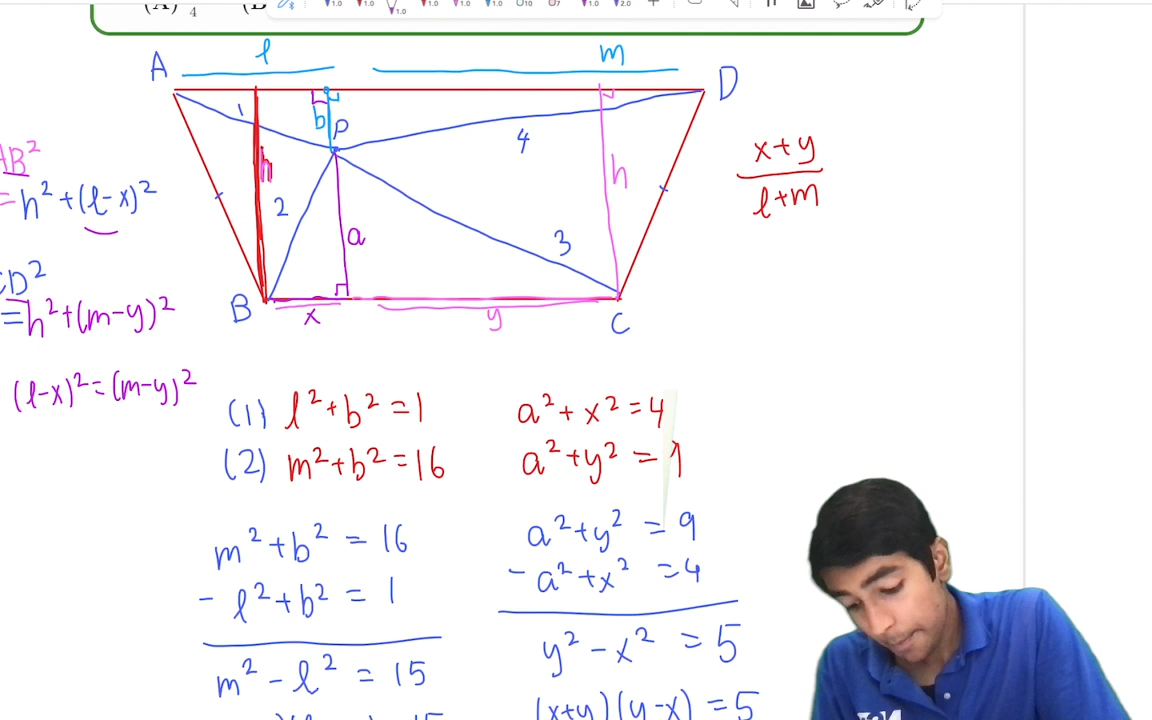 (A) 4 (B
l m
A D
1 b P 4
AB²
= h² + (l-x)²
h 2 a 3 h
x+y
l+m
CD²
= h² + (m-y)²
B x y C
(l-x)² = (m-y)²
(1) l² + b² = 1 a² + x² = 4
(2) m² + b² = 16 a² + y² =
m² + b² = 16 a² + y² = 9
- l² + b² = 1 - a² + x² = 4
m² - l² = 15 y² - x² = 5
(x+y)(y-x) = 5